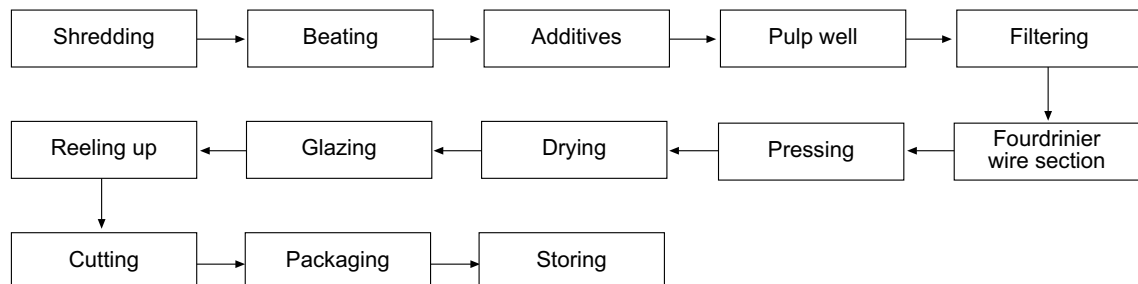 Shredding
Beating
Additives
Pulp well
Filtering
Fourdrinier
wire section
Pressing
Drying
Glazing
Reeling up
Cutting
Packaging
Storing